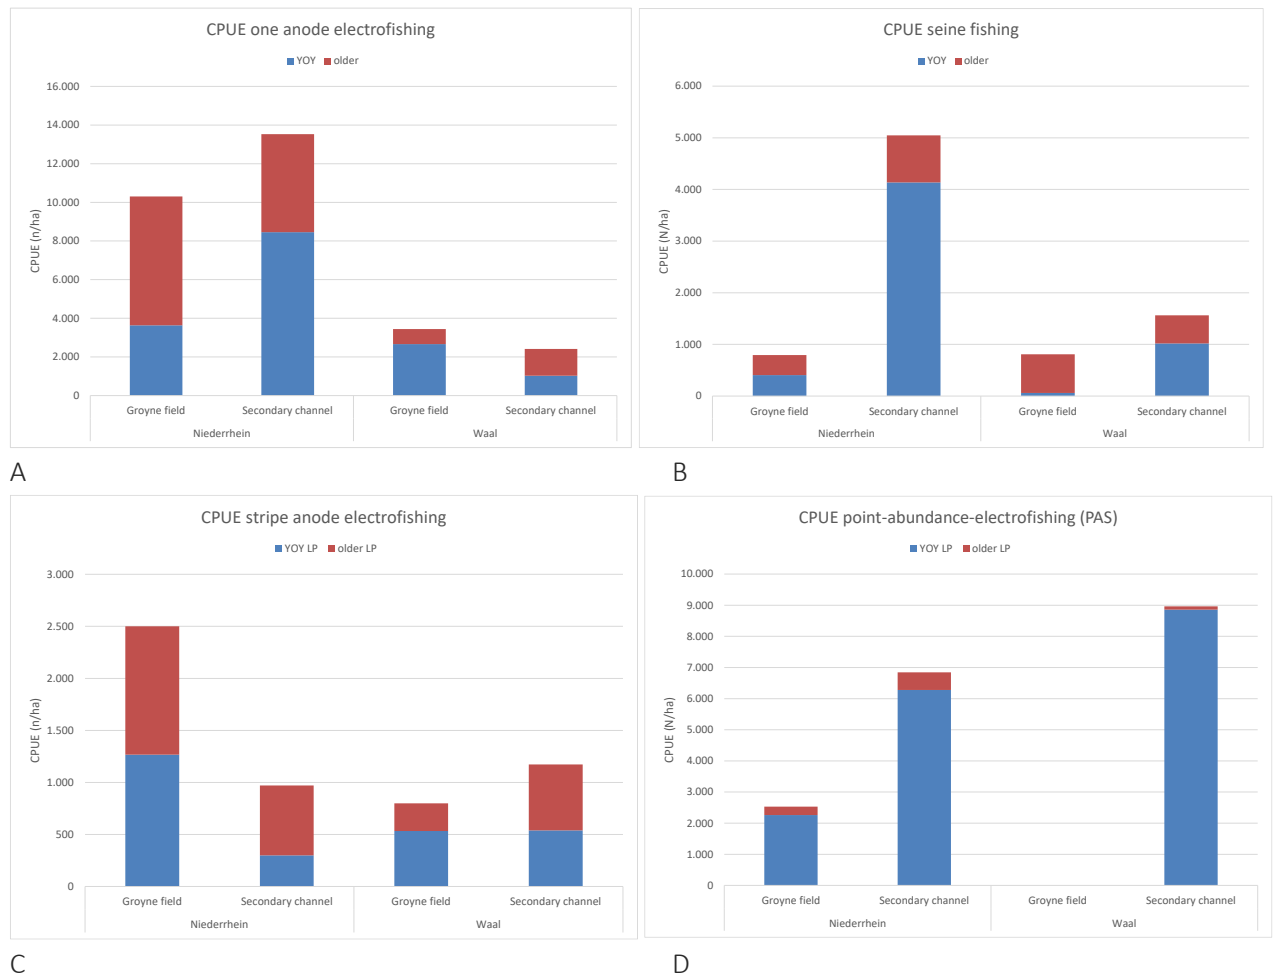 CPUE one anode electrofishing
YOY older
16.000
14.000
12.000
10.000
8.000
6.000
4.000
2.000
0
CPUE (n/ha)
Groyne field Secondary channel Groyne field Secondary channel
Niederrhein Waal
A
CPUE seine fishing
YOY older
6.000
5.000
4.000
3.000
2.000
1.000
0
CPUE (N/ha)
Groyne field Secondary channel Groyne field Secondary channel
Niederrhein Waal
B
CPUE stripe anode electrofishing
YOY LP older LP
3.000
2.500
2.000
1.500
1.000
500
0
CPUE (n/ha)
Groyne field Secondary channel Groyne field Secondary channel
Niederrhein Waal
C
CPUE point-abundance-electrofishing (PAS)
YOY LP older LP
10.000
9.000
8.000
7.000
6.000
5.000
4.000
3.000
2.000
1.000
0
CPUE (N/ha)
Groyne field Secondary channel Groyne field Secondary channel
Niederrhein Waal
D